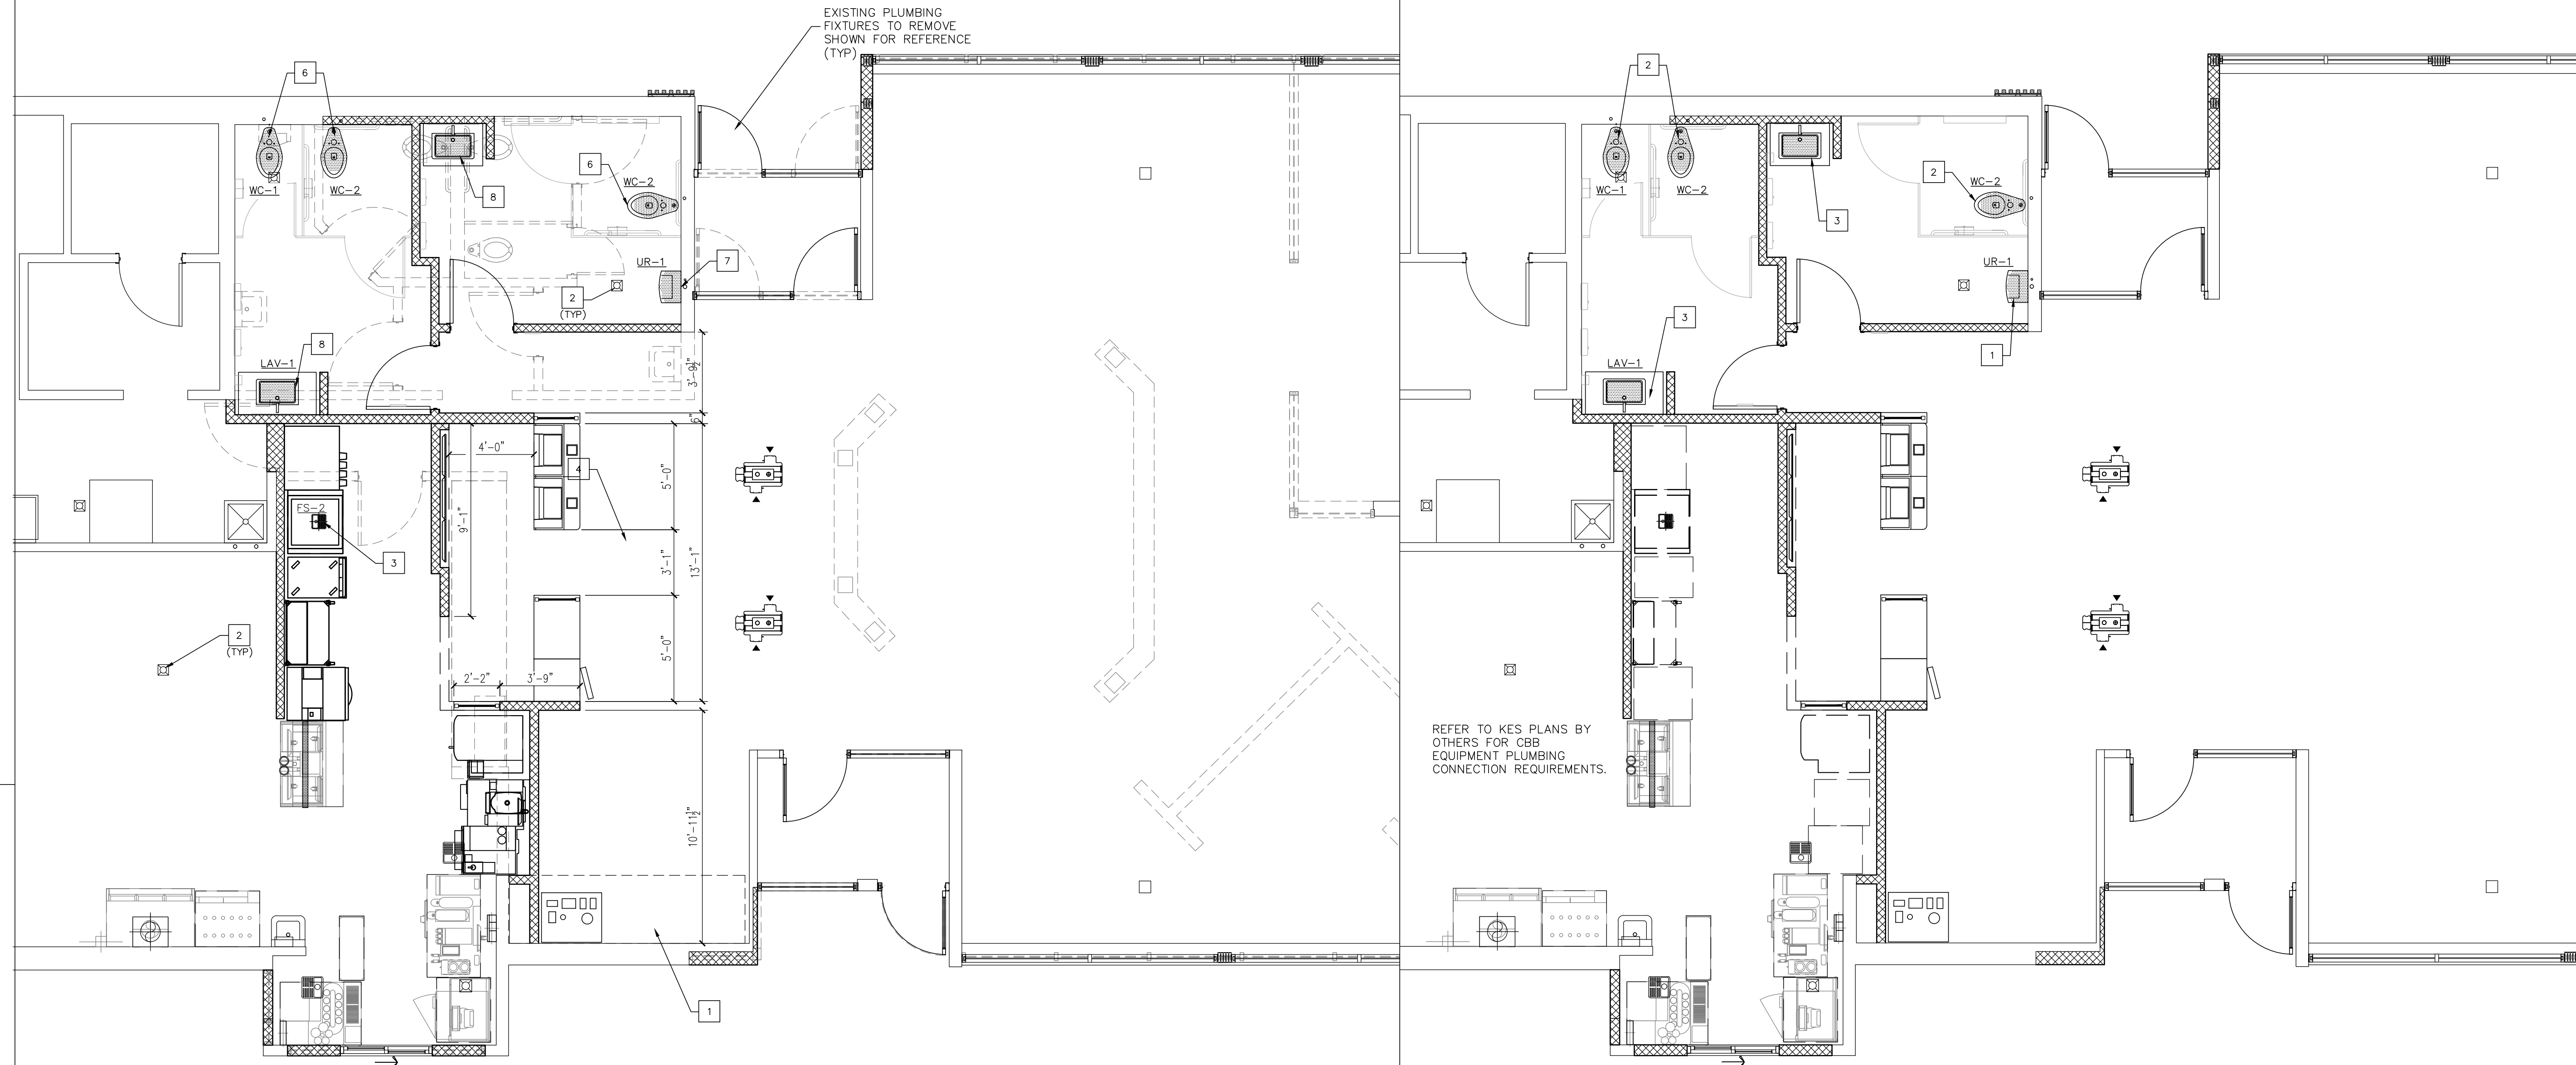 EXISTING PLUMBING
FIXTURES TO REMOVE
SHOWN FOR REFERENCE
(TYP)
6
WC-1
WC-2
8
6
WC-2
UR-1
7
2
(TYP)
LAV-1
8
3'-9½"
6"
4'-0"
4
5'-0"
9'-1"
FS-2
3
3'-1"
13'-1"
5'-0"
2
(TYP)
2'-2"
3'-9"
10'-11½"
1
2
WC-1
WC-2
3
2
WC-2
UR-1
1
3
LAV-1
REFER TO KES PLANS BY
OTHERS FOR CBB
EQUIPMENT PLUMBING
CONNECTION REQUIREMENTS.